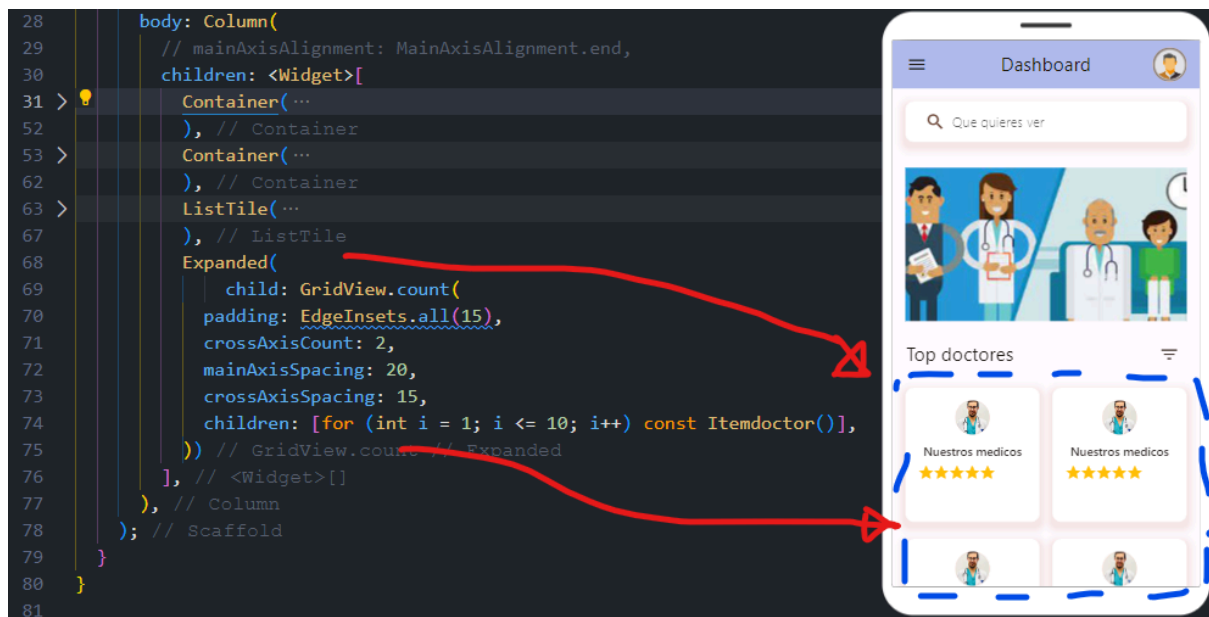 28 body: Column(
29 // mainAxisAlignment: MainAxisAlignment.end,
30 children: <Widget>[
31 Container( ···
52 ), // Container
53 Container( ···
62 ), // Container
63 ListTile( ···
67 ), // ListTile
68 Expanded(
69 child: GridView.count(
70 padding: EdgeInsets.all(15),
71 crossAxisCount: 2,
72 mainAxisSpacing: 20,
73 crossAxisSpacing: 15,
74 children: [for (int i = 1; i <= 10; i++) const Itemdoctor()],
75 )) // GridView.count // Expanded
76 ], // <Widget>[]
77 ), // Column
78 ); // Scaffold
79 }
80 }
81
Dashboard
Que quieres ver
Top doctores
Nuestros medicos
Nuestros medicos